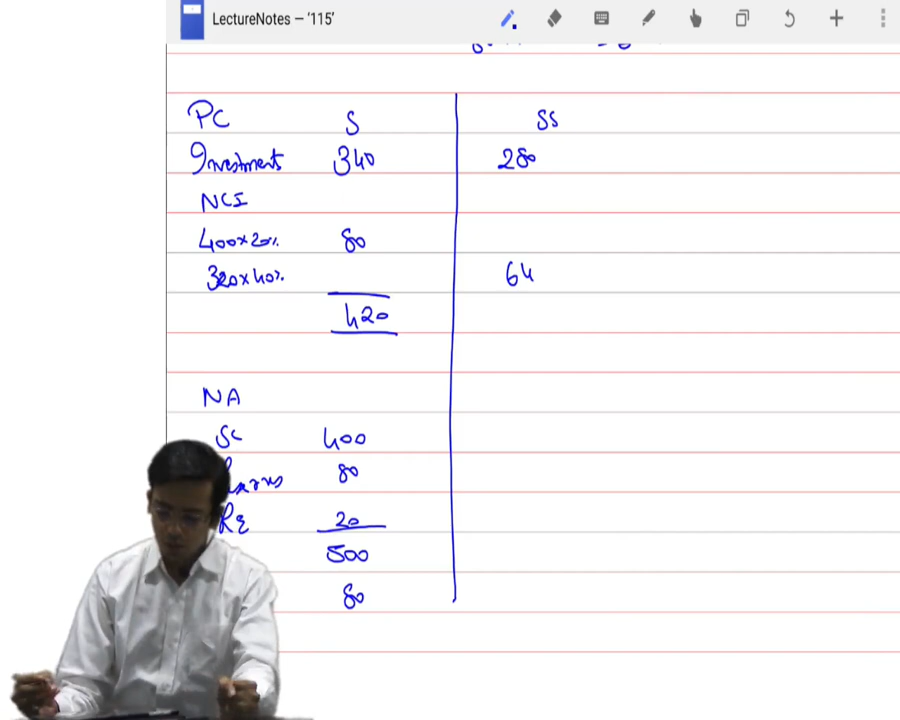 LectureNotes – ‘115’
PC S SS
Investment 340 280
NCI
400×20% 80
320×40% 64
420
NA
SC 400
80
RE 20
500
80